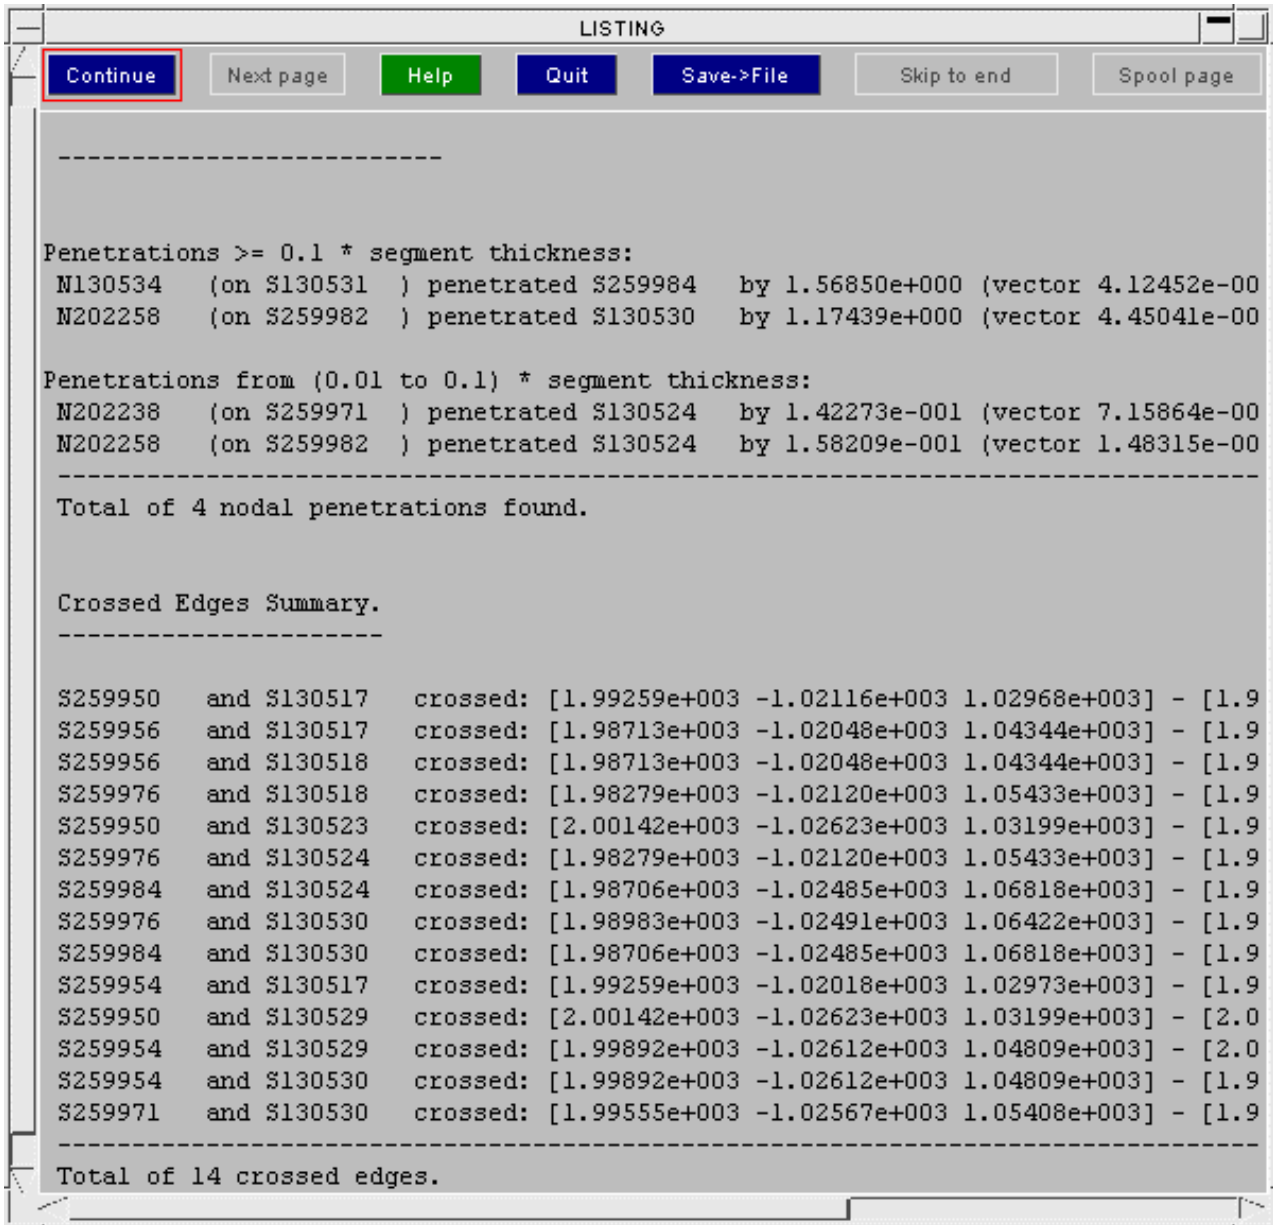 LISTING
Continue Next page Help Quit Save->File Skip to end Spool page
--------------------------
Penetrations >= 0.1 * segment thickness:
N130534 (on S130531 ) penetrated S259984 by 1.56850e+000 (vector 4.12452e-00
N202258 (on S259982 ) penetrated S130530 by 1.17439e+000 (vector 4.45041e-00
Penetrations from (0.01 to 0.1) * segment thickness:
N202238 (on S259971 ) penetrated S130524 by 1.42273e-001 (vector 7.15864e-00
N202258 (on S259982 ) penetrated S130524 by 1.58209e-001 (vector 1.48315e-00
--------------------------------------------------------------------------------
Total of 4 nodal penetrations found.
Crossed Edges Summary.
----------------------
S259950 and S130517 crossed: [1.99259e+003 -1.02116e+003 1.02968e+003] - [1.9
S259956 and S130517 crossed: [1.98713e+003 -1.02048e+003 1.04344e+003] - [1.9
S259956 and S130518 crossed: [1.98713e+003 -1.02048e+003 1.04344e+003] - [1.9
S259976 and S130518 crossed: [1.98279e+003 -1.02120e+003 1.05433e+003] - [1.9
S259950 and S130523 crossed: [2.00142e+003 -1.02623e+003 1.03199e+003] - [1.9
S259976 and S130524 crossed: [1.98279e+003 -1.02120e+003 1.05433e+003] - [1.9
S259984 and S130524 crossed: [1.98706e+003 -1.02485e+003 1.06818e+003] - [1.9
S259976 and S130530 crossed: [1.98983e+003 -1.02491e+003 1.06422e+003] - [1.9
S259984 and S130530 crossed: [1.98706e+003 -1.02485e+003 1.06818e+003] - [1.9
S259954 and S130517 crossed: [1.99259e+003 -1.02018e+003 1.02973e+003] - [1.9
S259950 and S130529 crossed: [2.00142e+003 -1.02623e+003 1.03199e+003] - [2.0
S259954 and S130529 crossed: [1.99892e+003 -1.02612e+003 1.04809e+003] - [2.0
S259954 and S130530 crossed: [1.99892e+003 -1.02612e+003 1.04809e+003] - [1.9
S259971 and S130530 crossed: [1.99555e+003 -1.02567e+003 1.05408e+003] - [1.9
--------------------------------------------------------------------------------
Total of 14 crossed edges.